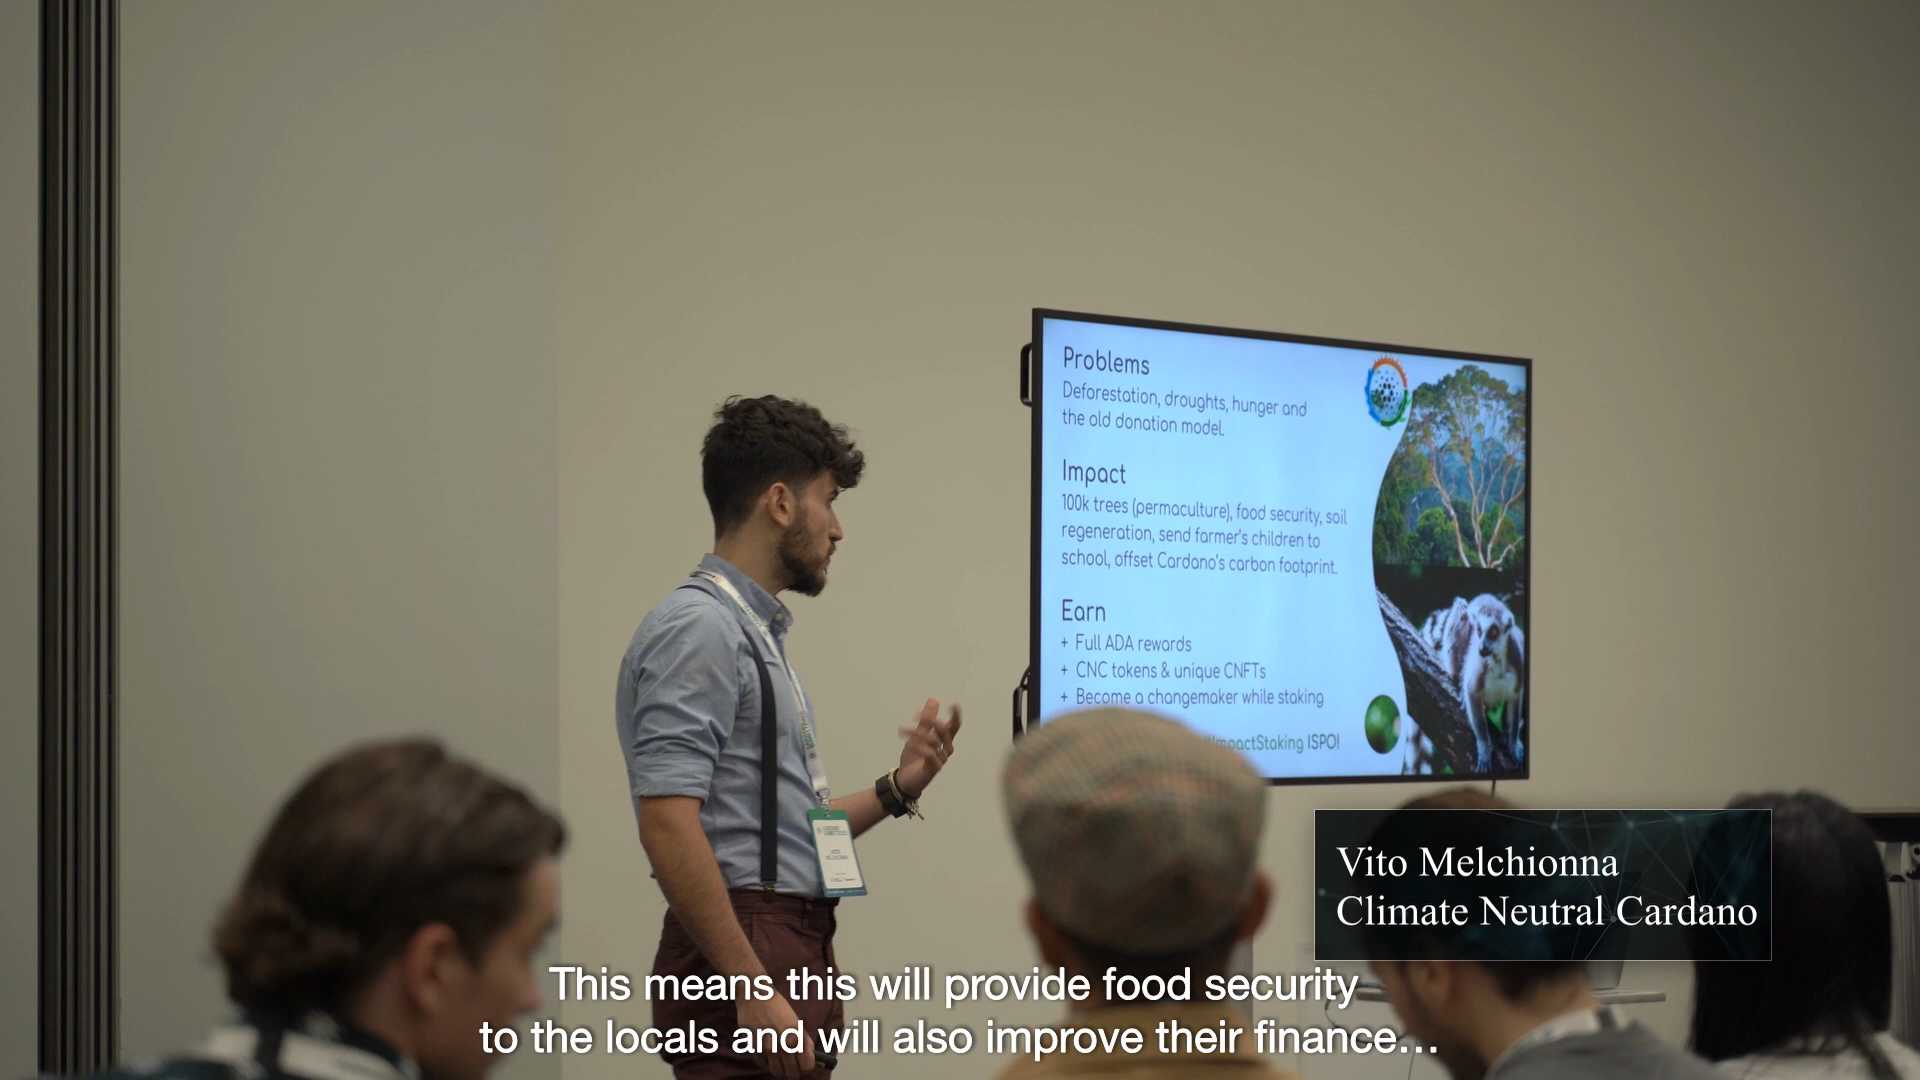 Problems
Deforestation, droughts, hunger and
the old donation model.
Impact
100k trees (permaculture), food security, soil
regeneration, send farmer's children to
school, offset Cardano's carbon footprint.
Earn
+ Full ADA rewards
+ CNC tokens & unique CNFTs
+ Become a changemaker while staking
#ImpactStaking ISPO!
Vito Melchionna
Climate Neutral Cardano
This means this will provide food security
to the locals and will also improve their finance...